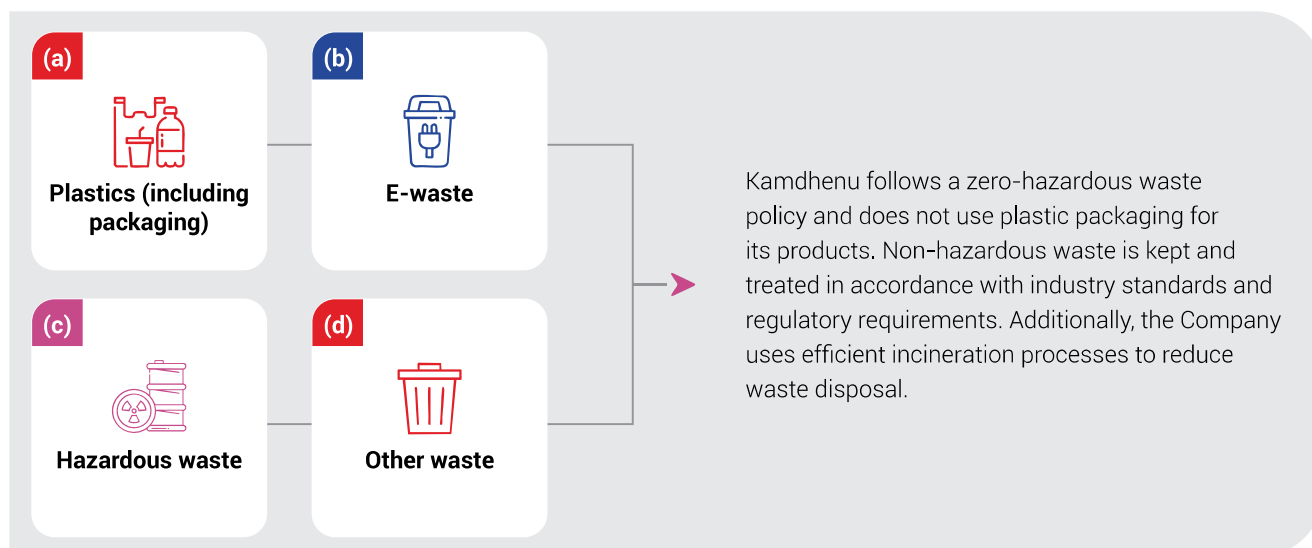 (a)
Plastics (including
packaging)
(b)
E-waste
(c)
Hazardous waste
(d)
Other waste
Kamdhenu follows a zero-hazardous waste
policy and does not use plastic packaging for
its products. Non-hazardous waste is kept and
treated in accordance with industry standards and
regulatory requirements. Additionally, the Company
uses efficient incineration processes to reduce
waste disposal.